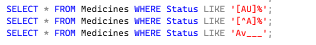 SELECT * FROM Medicines WHERE Status LIKE '[AU]%';
SELECT * FROM Medicines WHERE Status LIKE '[^A]%';
SELECT * FROM Medicines WHERE Status LIKE 'Av___';